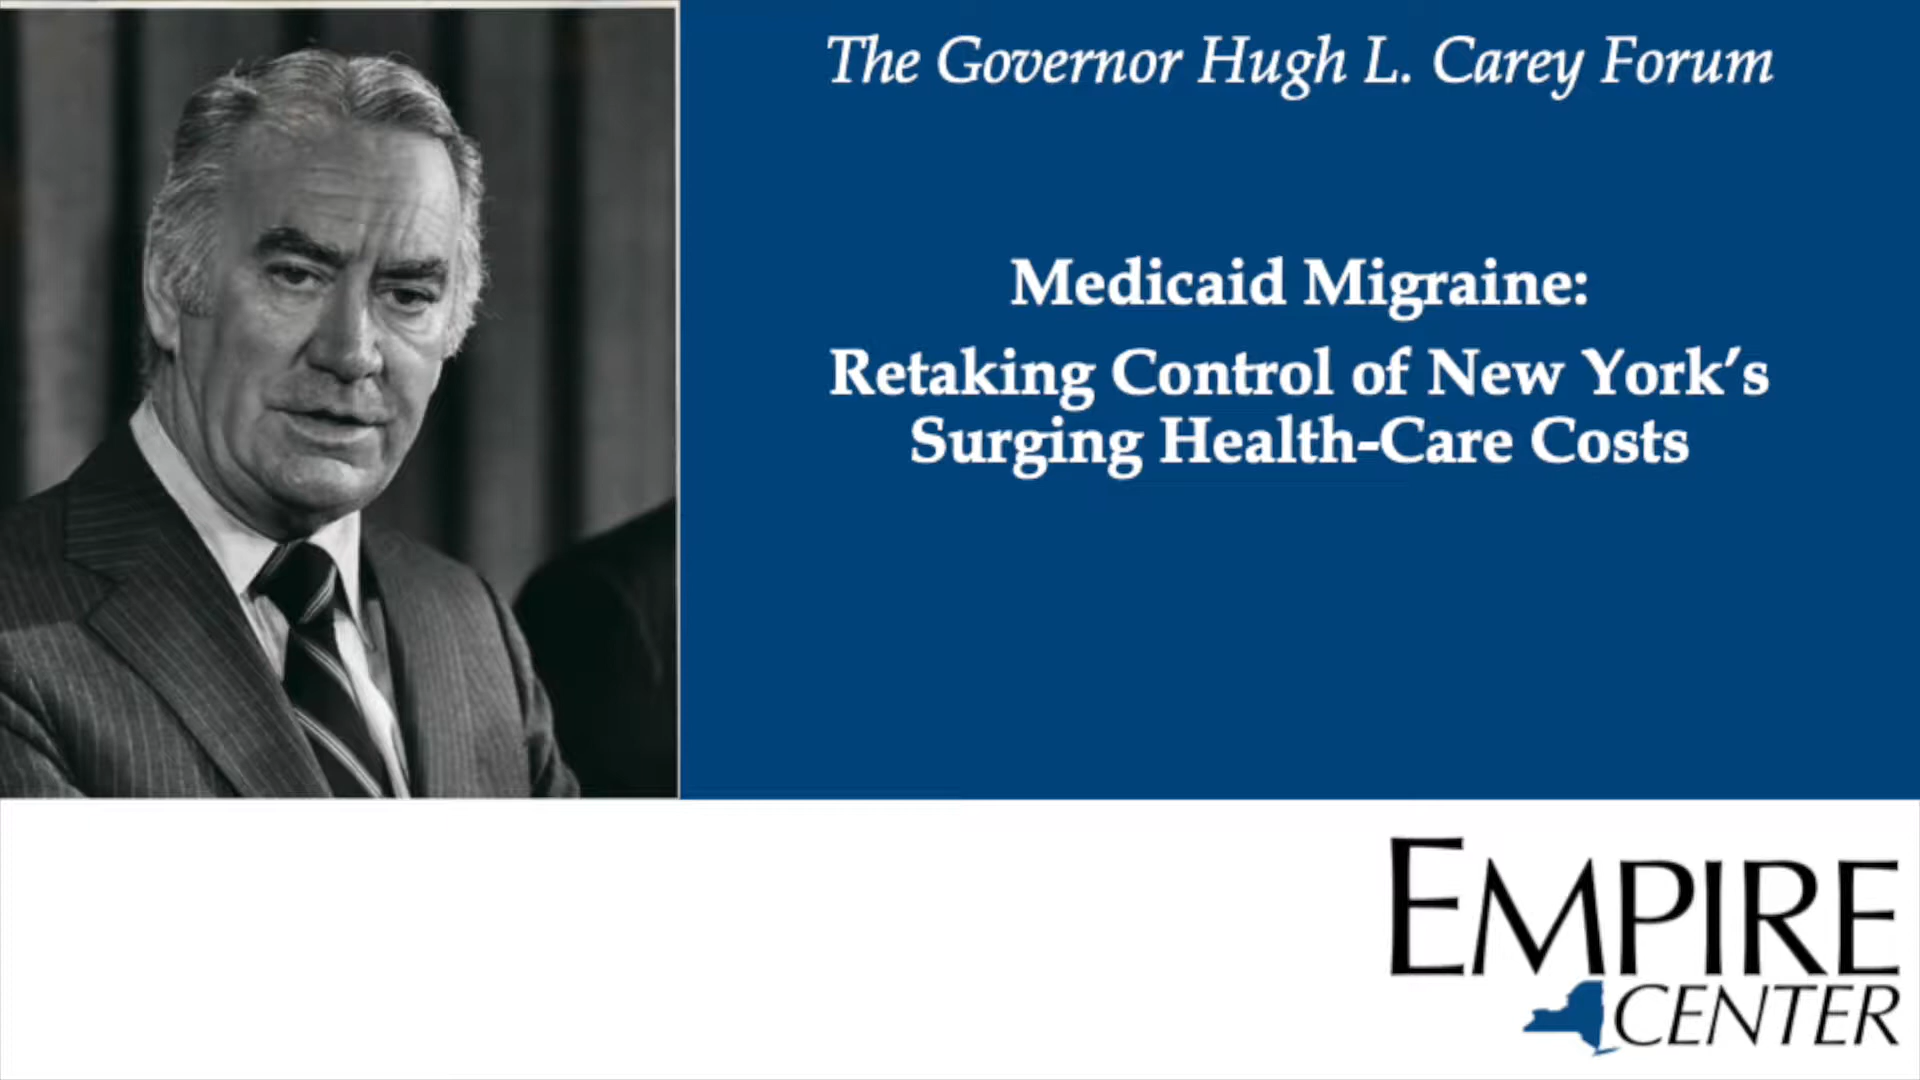 The Governor Hugh L. Carey Forum
Medicaid Migraine:
Retaking Control of New York’s
Surging Health-Care Costs
EMPIRE
CENTER